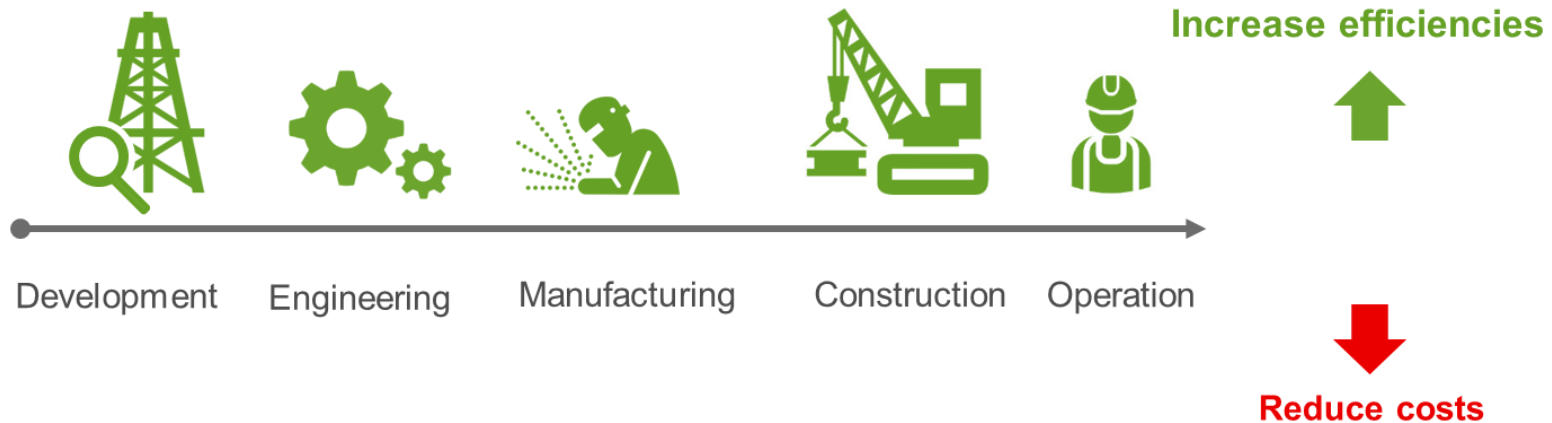 Increase efficiencies
Development
Engineering
Manufacturing
Construction
Operation
Reduce costs